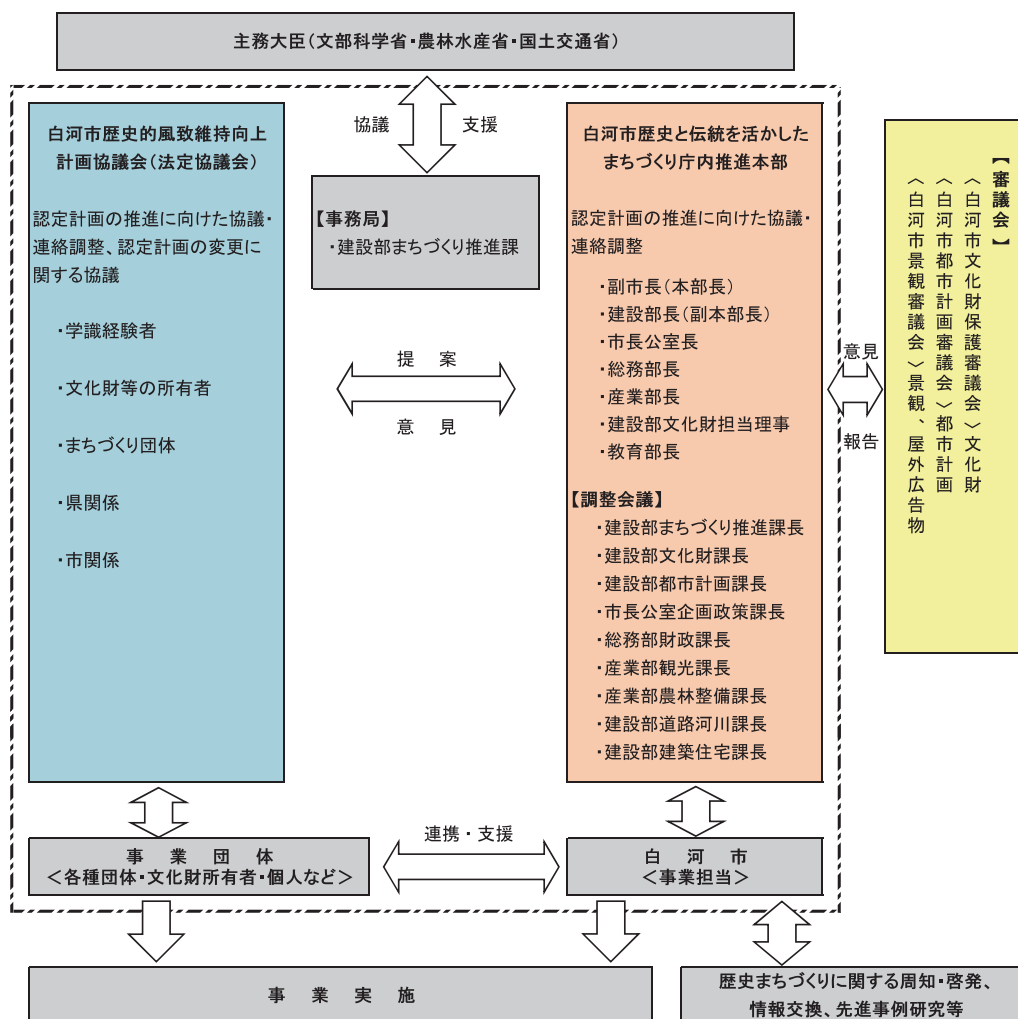 主務大臣(文部科学省・農林水産省・国土交通省)
協議
支援
白河市歴史的風致維持向上
計画協議会(法定協議会)
認定計画の推進に向けた協議・
連絡調整、認定計画の変更に
関する協議
・学識経験者
・文化財等の所有者
・まちづくり団体
・県関係
・市関係
【事務局】
・建設部まちづくり推進課
提　案
意　見
白河市歴史と伝統を活かした
まちづくり庁内推進本部
認定計画の推進に向けた協議・
連絡調整
・副市長(本部長)
・建設部長(副本部長)
・市長公室長
・総務部長
・産業部長
・建設部文化財担当理事
・教育部長
【調整会議】
・建設部まちづくり推進課長
・建設部文化財課長
・建設部都市計画課長
・市長公室企画政策課長
・総務部財政課長
・産業部観光課長
・産業部農林整備課長
・建設部道路河川課長
・建設部建築住宅課長
意見
報告
【審議会】
〈白河市文化財保護審議会〉文化財
〈白河市都市計画審議会〉都市計画
〈白河市景観審議会〉景観、屋外広告物
事　業　団　体
<各種団体・文化財所有者・個人など>
連携・支援
白　河　市
<事業担当>
事　業　実　施
歴史まちづくりに関する周知・啓発、
情報交換、先進事例研究等